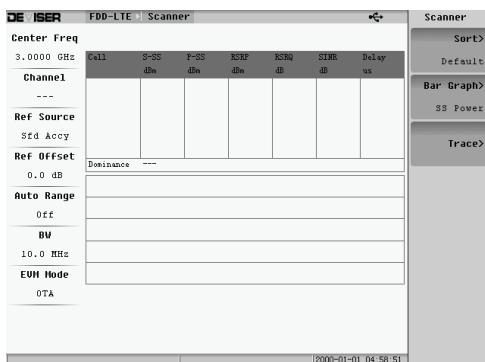 DEVISER FDD-LTE Scanner
Center Freq
3.0000 GHz
Channel
---
Ref Source
Sfd Accy
Ref Offset
0.0 dB
Auto Range
Off
BW
10.0 MHz
EVM Mode
OTA
Cell S-SS P-SS RSRP RSRQ SINR Delay
dBm dBm dBm dB dB us
Dominance ---
2000-01-01 04:58:51
Scanner
Sort>
Default
Bar Graph>
SS Power
Trace>